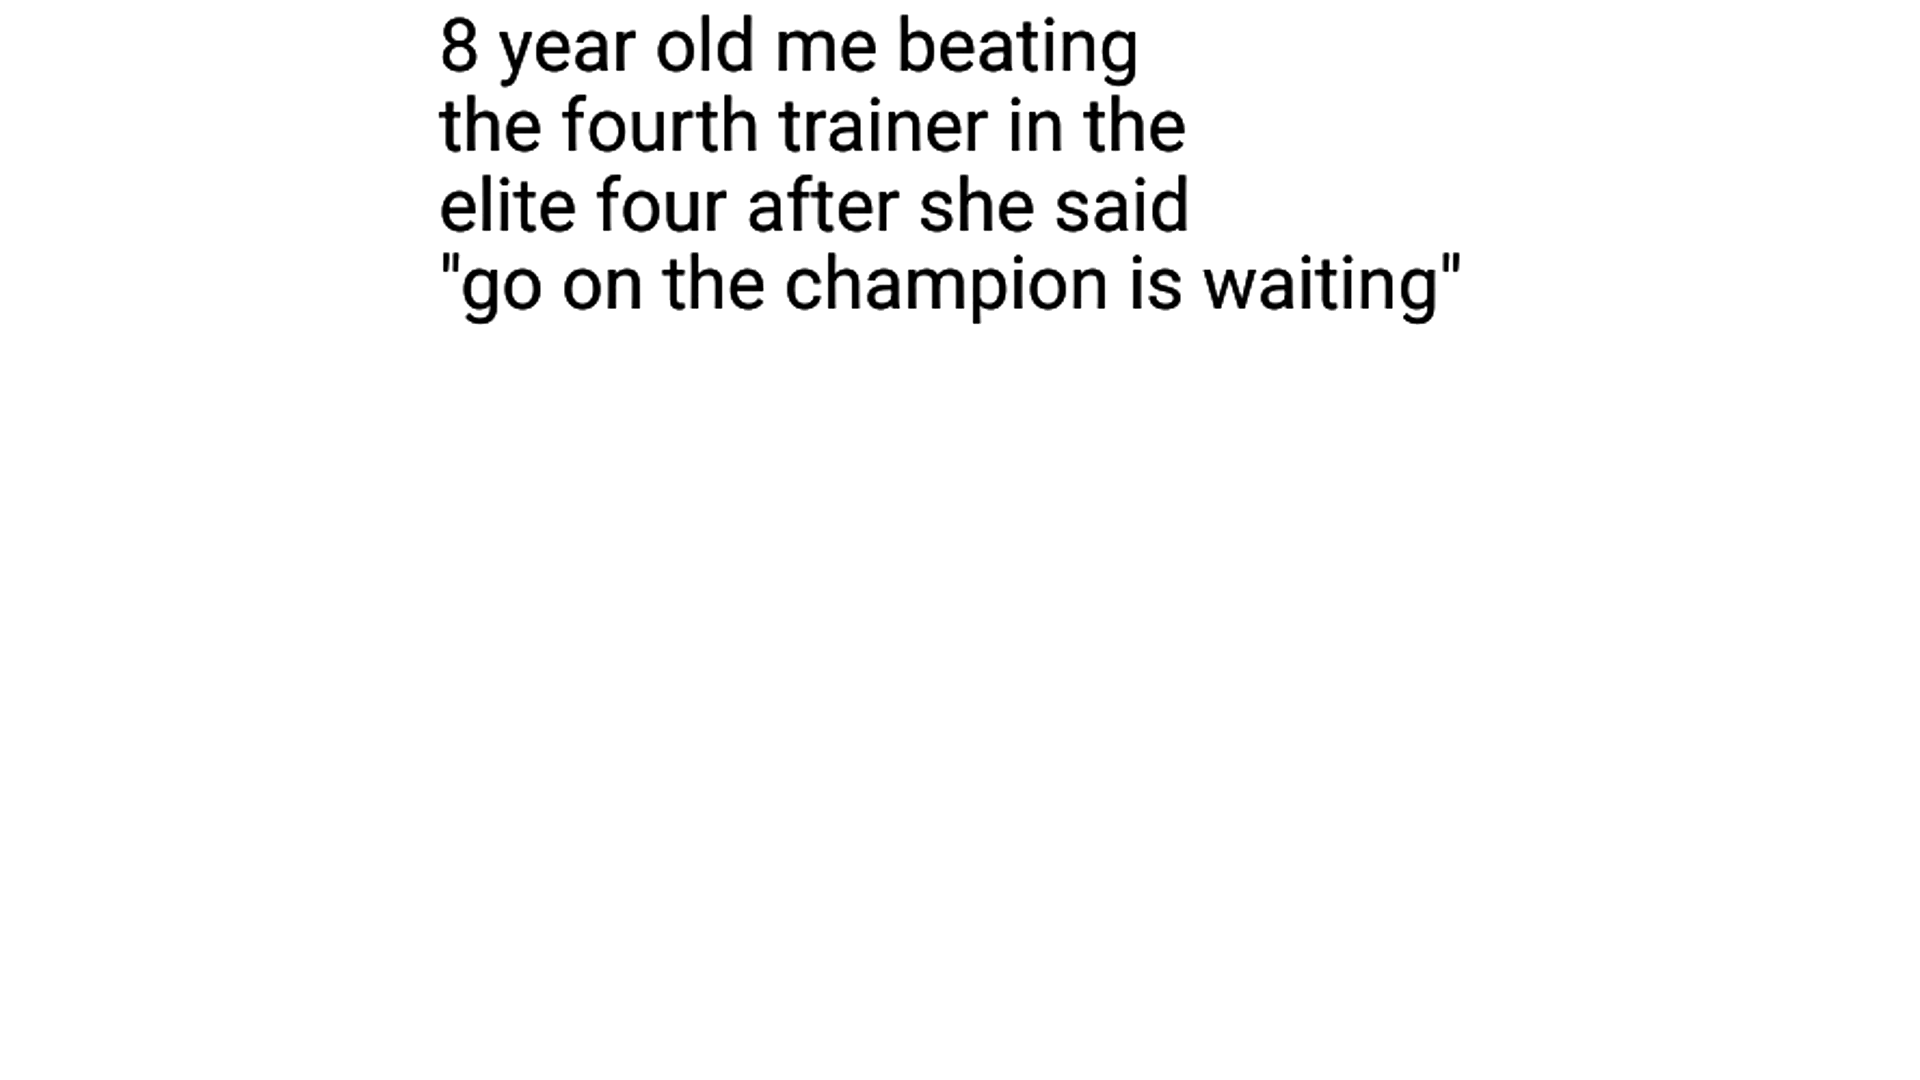 8 year old me beating
the fourth trainer in the
elite four after she said
"go on the champion is waiting"